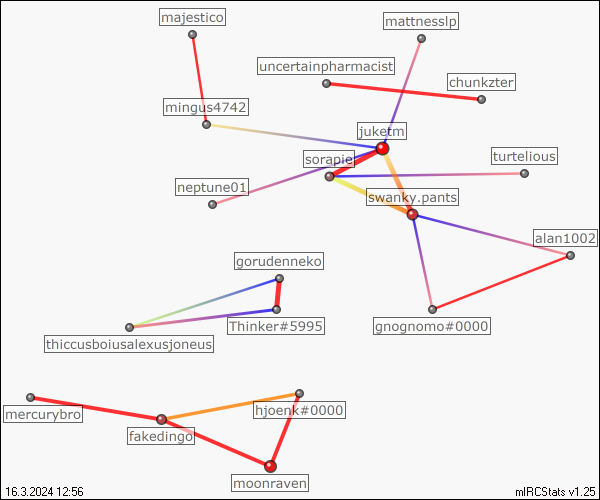 majestico
mattnesslp
uncertainpharmacist
chunkzter
mingus4742
juketm
sorapie
turtelious
neptune01
swanky.pants
alan1002
gorudenneko
Thinker#5995
gnognomo#0000
thiccusboiusalexusjoneus
mercurybro
hjoenk#0000
fakedingo
moonraven
16.3.2024 12:56
mIRCStats v1.25